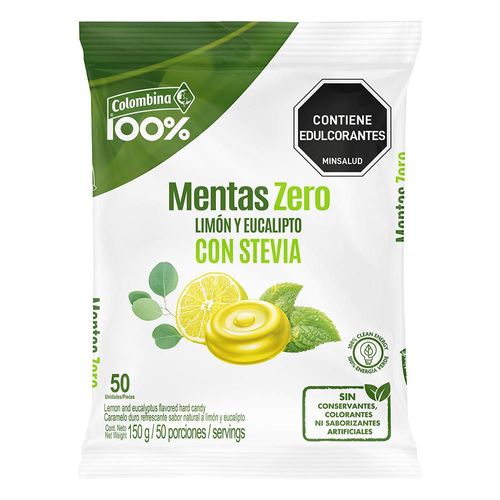 Colombina
100%
CONTIENE
EDULCORANTES
MINSALUD
Mentas Zero
LIMÓN Y EUCALIPTO
CON STEVIA
Mentas Zero
Mentas Zero
100% CLEAN ENERGY
100% ENERGÍA VERDE
50
Unidades/Pieces
SIN
CONSERVANTES,
COLORANTES
NI SABORIZANTES
ARTIFICIALES
Lemon and eucalyptus flavored hard candy
Caramelo duro refrescante sabor natural a limón y eucalipto
Cont. Neto
Net Weight 150 g / 50 porciones / servings